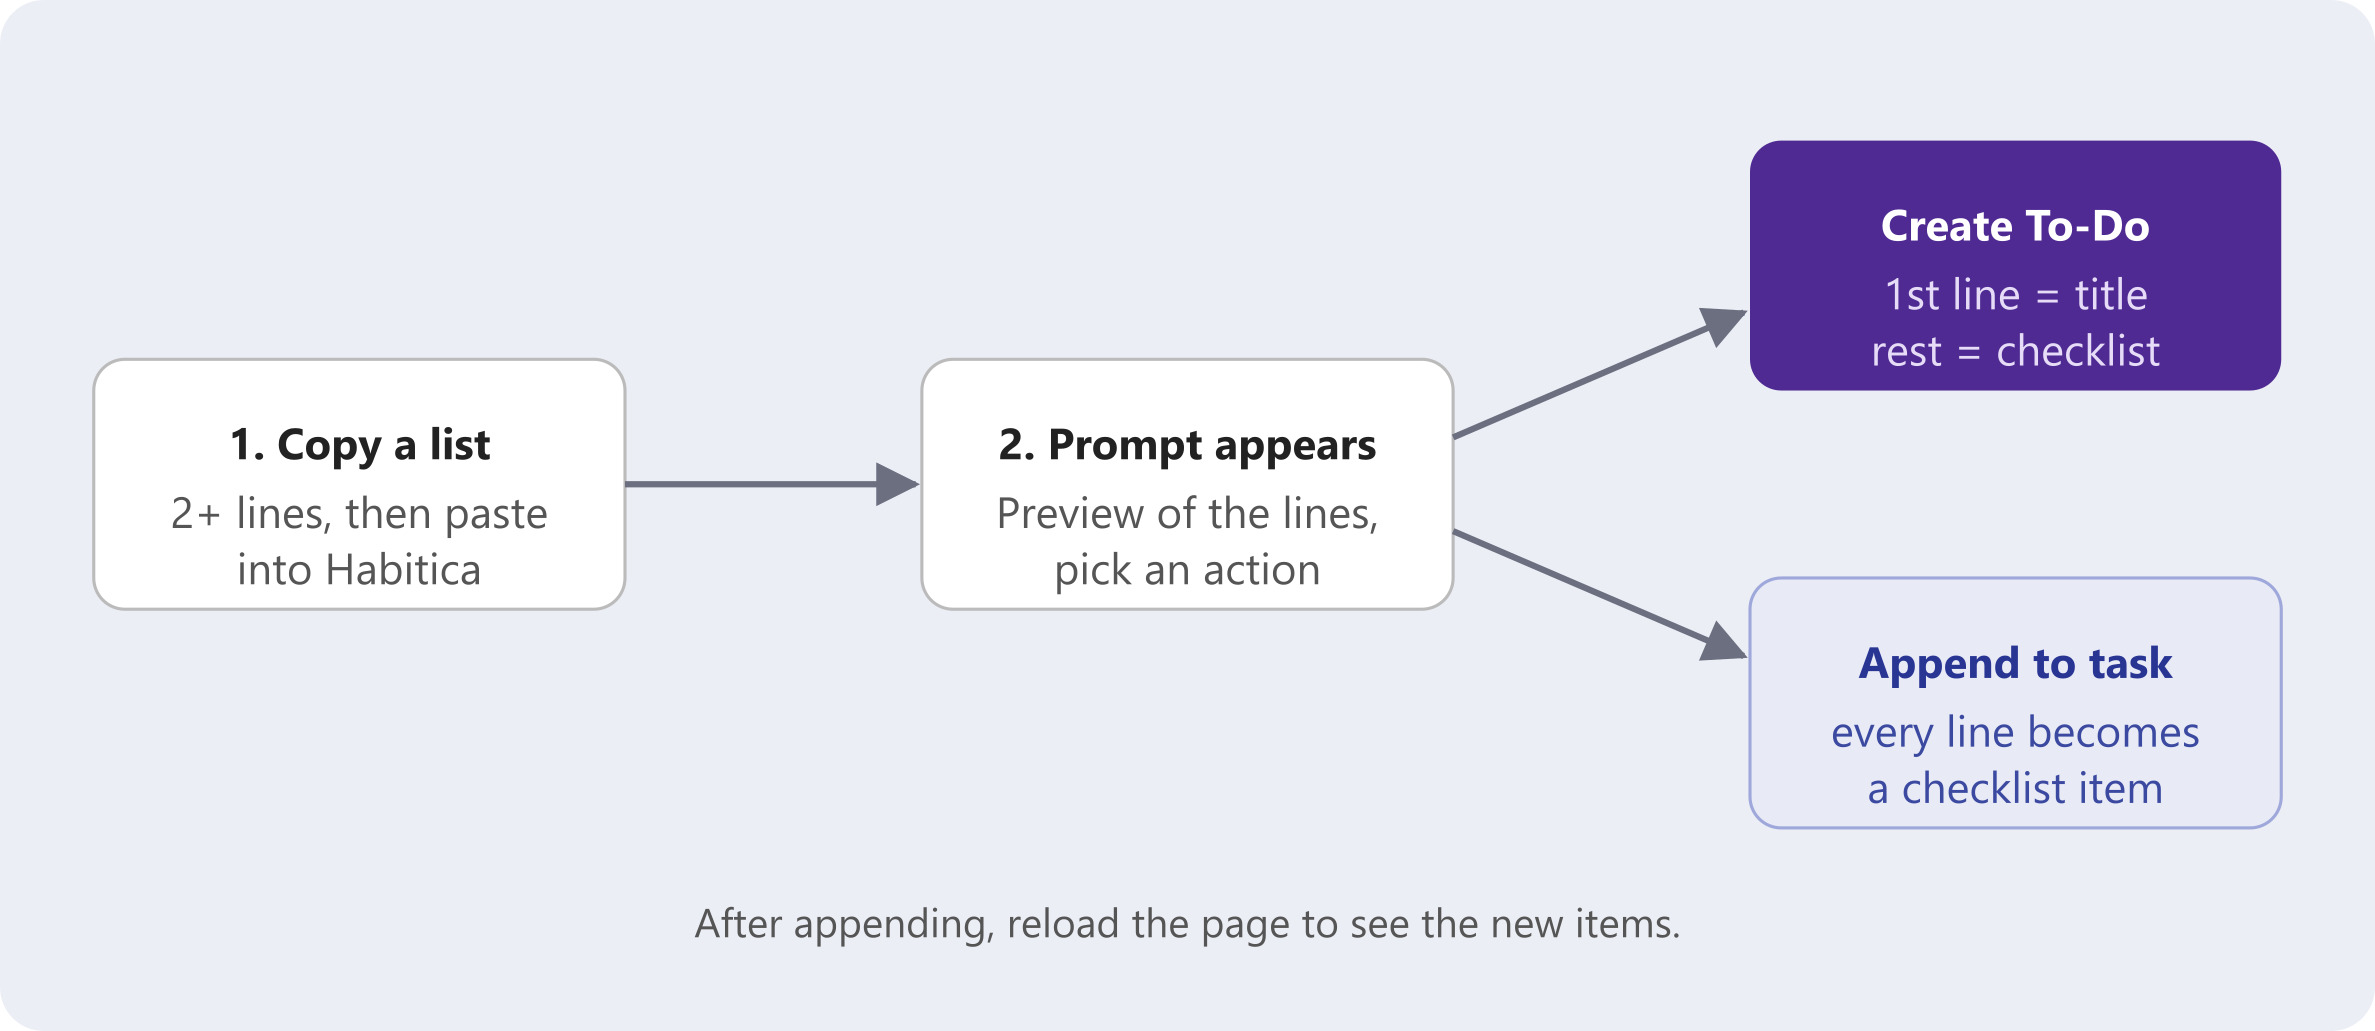 1. Copy a list
2+ lines, then paste
into Habitica
2. Prompt appears
Preview of the lines,
pick an action
Create To-Do
1st line = title
rest = checklist
Append to task
every line becomes
a checklist item
After appending, reload the page to see the new items.